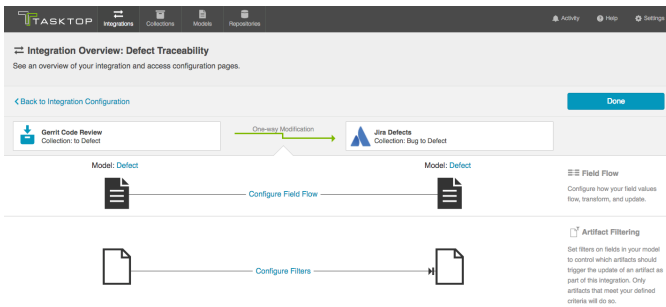 TASKTOP
Integrations
Collections
Models
Repositories
Activity
Help
Settings
Integration Overview: Defect Traceability
See an overview of your integration and access configuration pages.
Back to Integration Configuration
Done
Gerrit Code Review
Collection: to Defect
One-way Modification
Jira Defects
Collection: Bug to Defect
Model: Defect
Model: Defect
Configure Field Flow
Field Flow
Configure how your field values
flow, transform, and update.
Configure Filters
Artifact Filtering
Set filters on fields in your model
to control which artifacts should
trigger the update of an artifact as
part of this integration. Only
artifacts that meet your defined
criteria will do so.